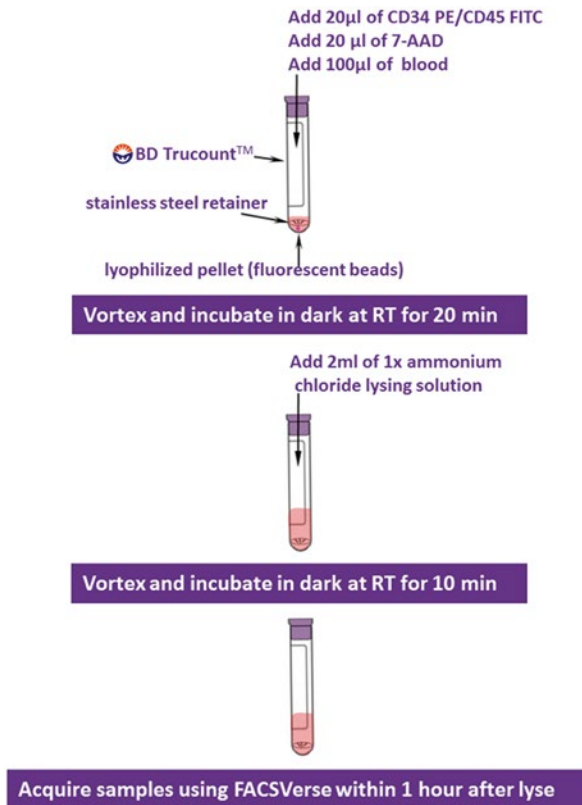 Add 20µl of CD34 PE/CD45 FITC
Add 20 µl of 7-AAD
Add 100µl of blood
BD Trucount™
stainless steel retainer
lyophilized pellet (fluorescent beads)
Vortex and incubate in dark at RT for 20 min
Add 2ml of 1x ammonium
chloride lysing solution
Vortex and incubate in dark at RT for 10 min
Acquire samples using FACSVerse within 1 hour after lyse